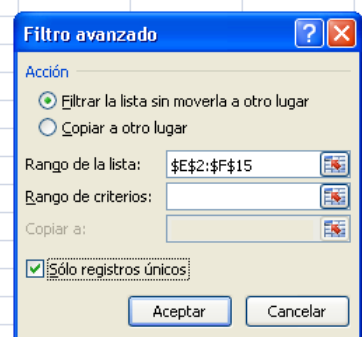 Filtro avanzado
Acción
Filtrar la lista sin moverla a otro lugar
Copiar a otro lugar
Rango de la lista: $E$2:$F$15
Rango de criterios:
Copiar a:
Sólo registros únicos
Aceptar Cancelar